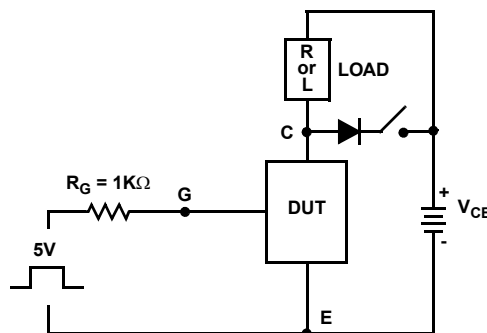 R
or
L
LOAD
C
R_G = 1KΩ
G
DUT
5V
+
V_CE
-
E